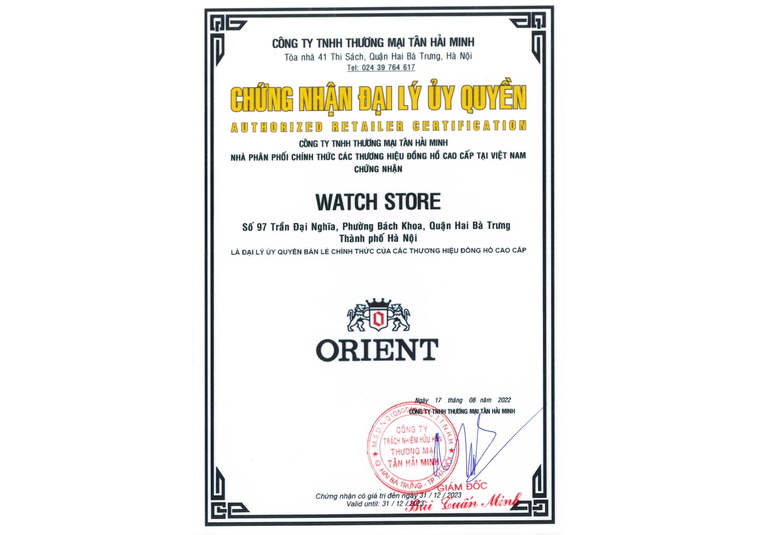 CÔNG TY TNHH THƯƠNG MẠI TÂN HẢI MINH
Tòa nhà 41 Thi Sách, Quận Hai Bà Trưng, Hà Nội
Tel: 024 39 764 617
CHỨNG NHẬN ĐẠI LÝ ỦY QUYỀN
AUTHORIZED RETAILER CERTIFICATION
CÔNG TY TNHH THƯƠNG MẠI TÂN HẢI MINH
NHÀ PHÂN PHỐI CHÍNH THỨC CÁC THƯƠNG HIỆU ĐỒNG HỒ CAO CẤP TẠI VIỆT NAM
CHỨNG NHẬN
WATCH STORE
Số 97 Trần Đại Nghĩa, Phường Bách Khoa, Quận Hai Bà Trưng
Thành phố Hà Nội
LÀ ĐẠI LÝ ỦY QUYỀN BÁN LẺ CHÍNH THỨC CỦA CÁC THƯƠNG HIỆU ĐỒNG HỒ CAO CẤP
ORIENT
Ngày 17 tháng 08 năm 2022
CÔNG TY TNHH THƯƠNG MẠI TÂN HẢI MINH
CÔNG TY
TRÁCH NHIỆM HỮU HẠN
THƯƠNG MẠI
TÂN HẢI MINH
Q. HAI BÀ TRƯNG - TP. HÀ NỘI
GIÁM ĐỐC
Bùi Tuấn Minh
Chứng nhận có giá trị đến ngày 31 / 12 / 2023
Valid until: 31 / 12 /